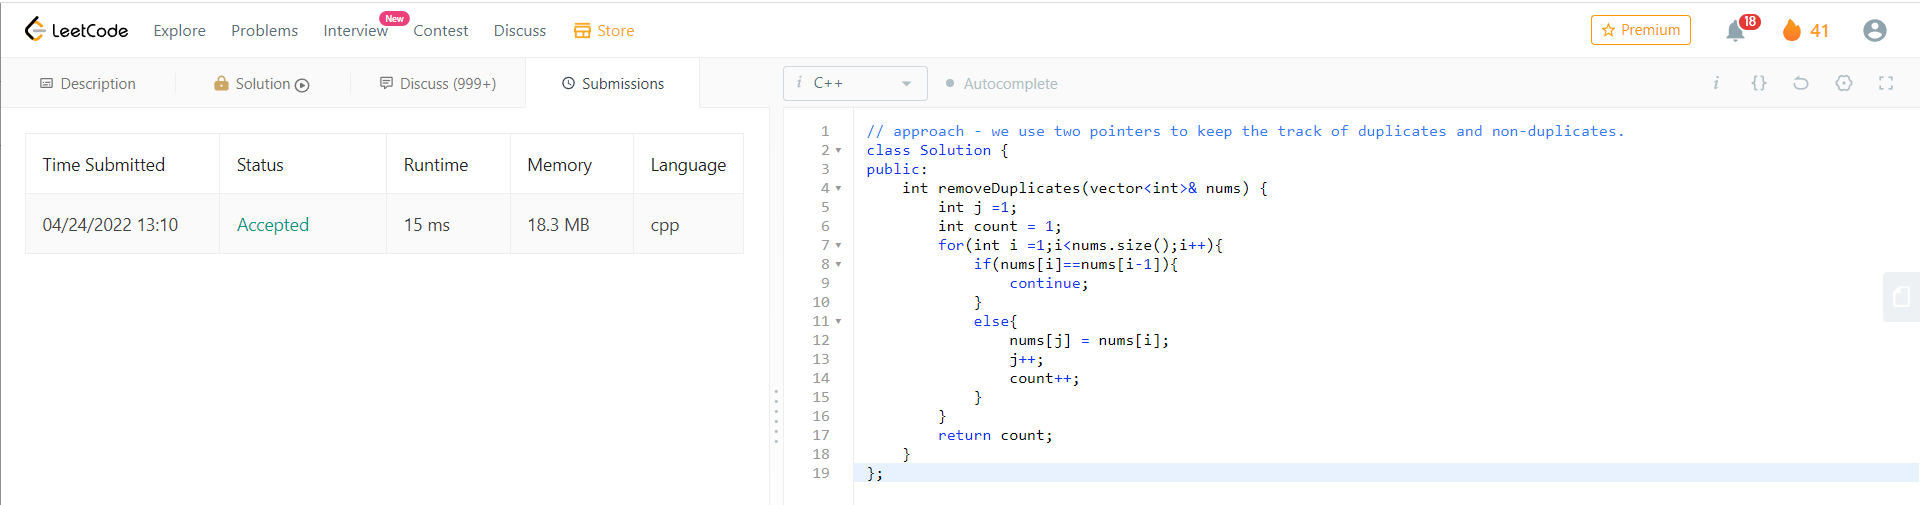 LeetCode Explore Problems Interview New Contest Discuss Store Premium 18 41
Description Solution Discuss (999+) Submissions
Time Submitted Status Runtime Memory Language
04/24/2022 13:10 Accepted 15 ms 18.3 MB cpp
i C++ Autocomplete i {}
1 // approach - we use two pointers to keep the track of duplicates and non-duplicates.
2 class Solution {
3 public:
4     int removeDuplicates(vector<int>& nums) {
5         int j =1;
6         int count = 1;
7         for(int i =1;i<nums.size();i++){
8             if(nums[i]==nums[i-1]){
9                 continue;
10             }
11             else{
12                 nums[j] = nums[i];
13                 j++;
14                 count++;
15             }
16         }
17         return count;
18     }
19 };